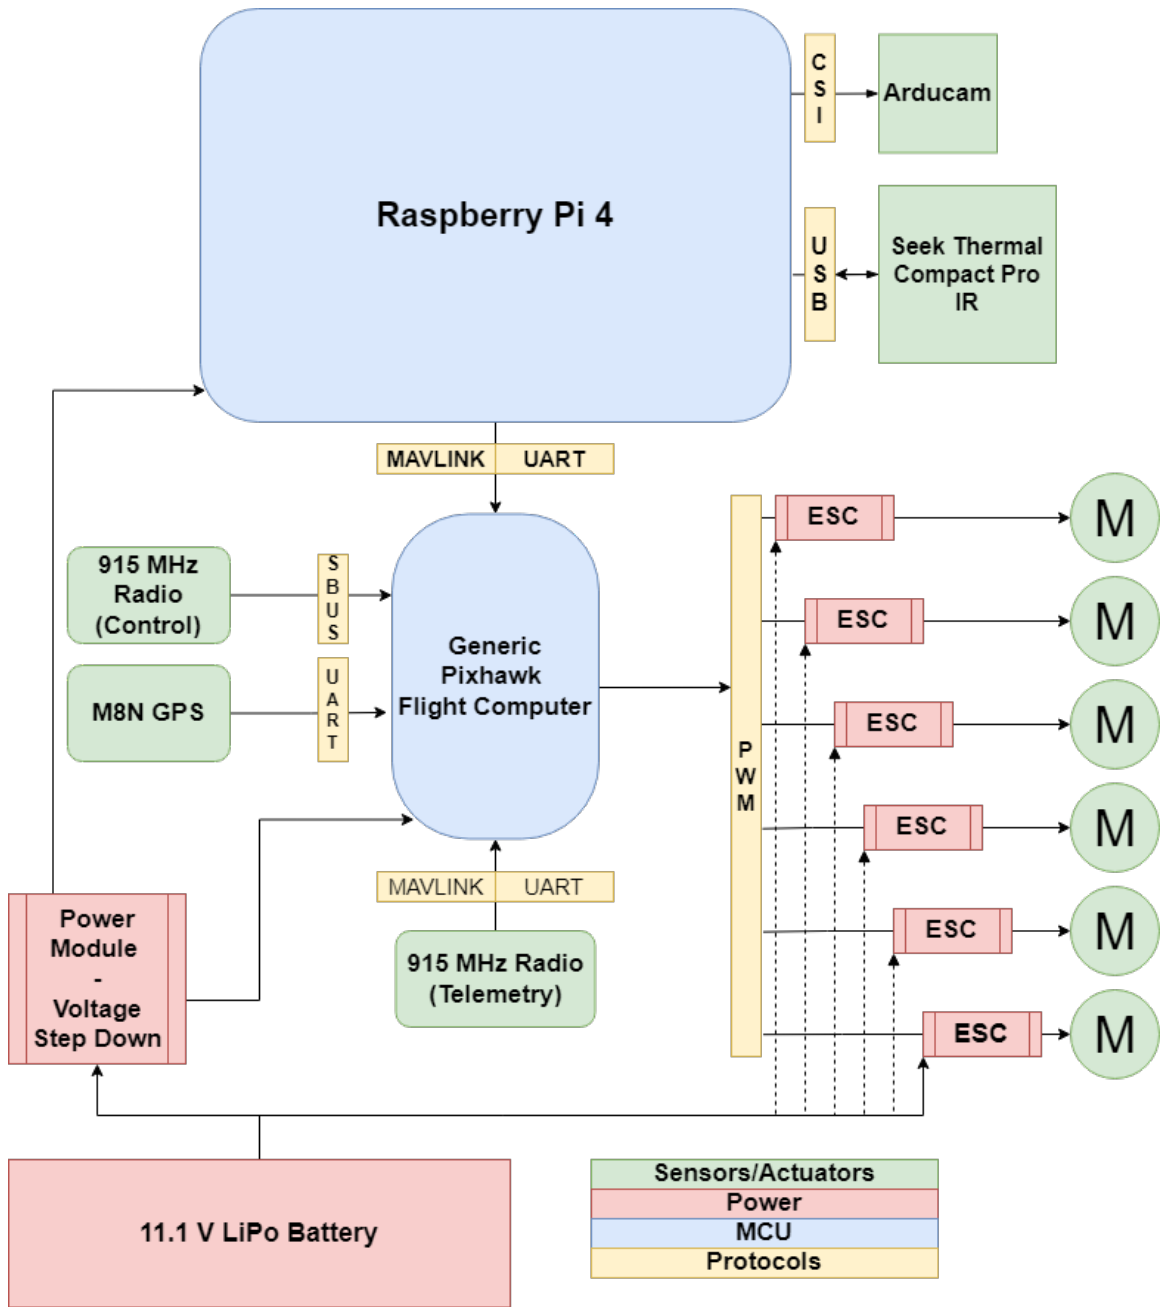 Raspberry Pi 4
C
S
I
Arducam
U
S
B
Seek Thermal
Compact Pro
IR
MAVLINK UART
915 MHz
Radio
(Control)
S
B
U
S
M8N GPS
U
A
R
T
Generic
Pixhawk
Flight Computer
P
W
M
ESC
M
ESC
M
ESC
M
ESC
M
ESC
M
ESC
M
MAVLINK UART
915 MHz Radio
(Telemetry)
Power
Module
-
Voltage
Step Down
11.1 V LiPo Battery
Sensors/Actuators
Power
MCU
Protocols